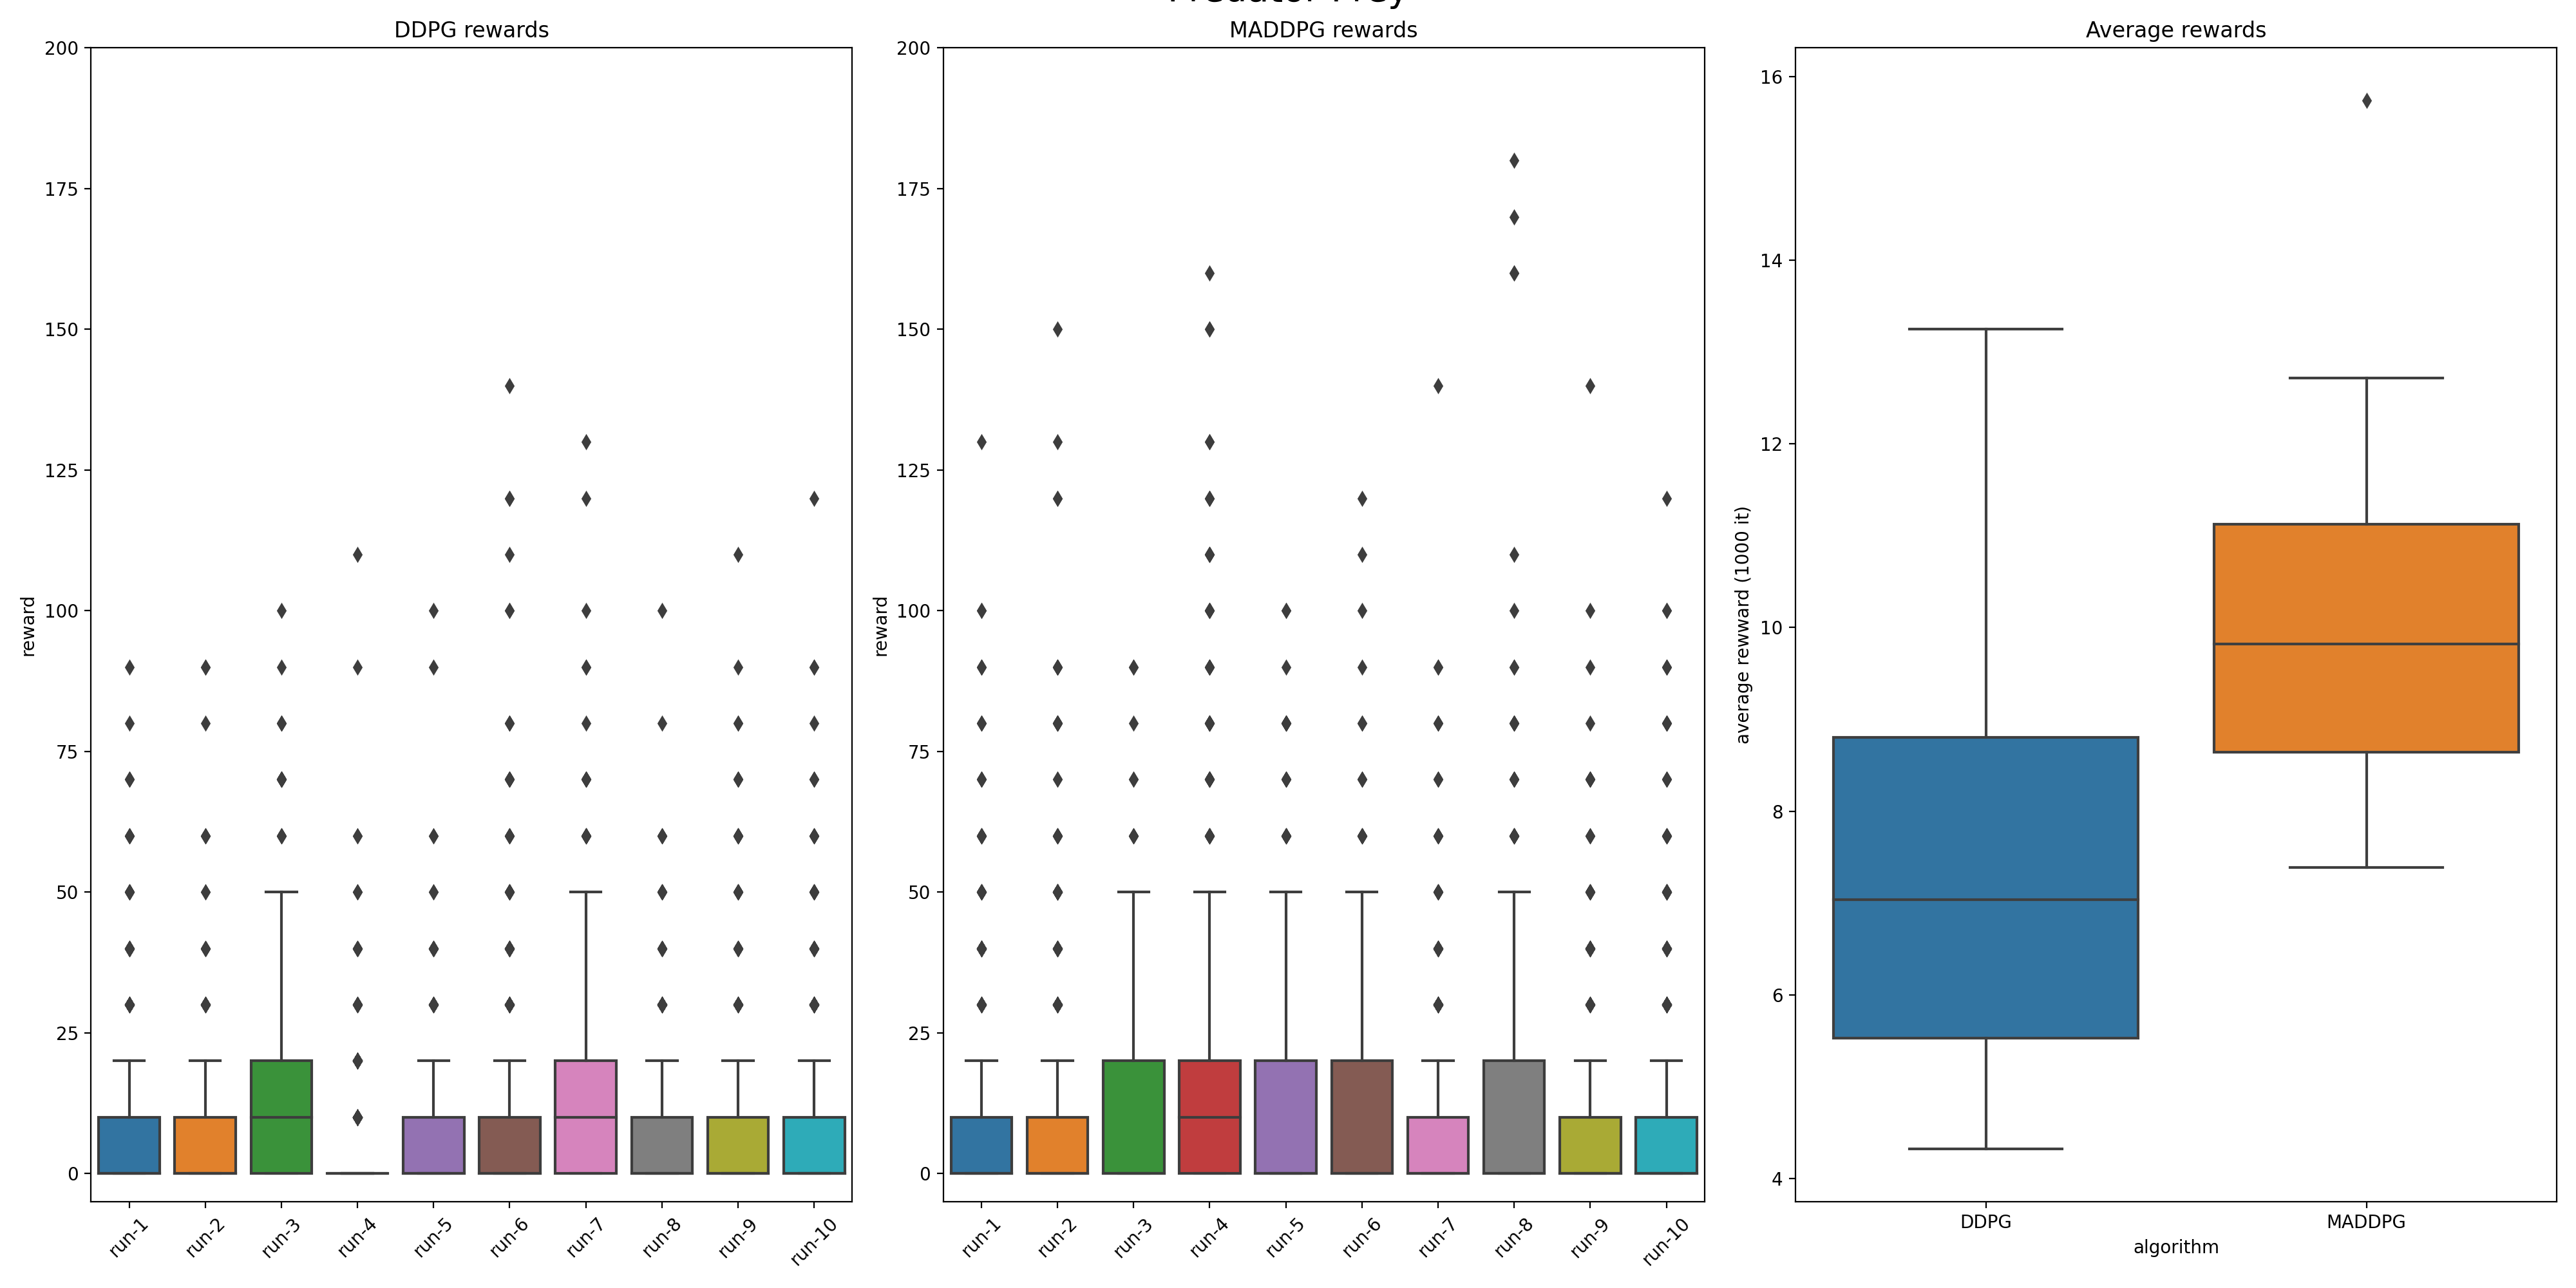 DDPG rewards
200
175
150
125
100
75
50
25
0
reward
run-1 run-2 run-3 run-4 run-5 run-6 run-7 run-8 run-9 run-10
MADDPG rewards
200
175
150
125
100
75
50
25
0
reward
run-1 run-2 run-3 run-4 run-5 run-6 run-7 run-8 run-9 run-10
Average rewards
16
14
12
10
8
6
4
average rewward (1000 it)
DDPG MADDPG
algorithm